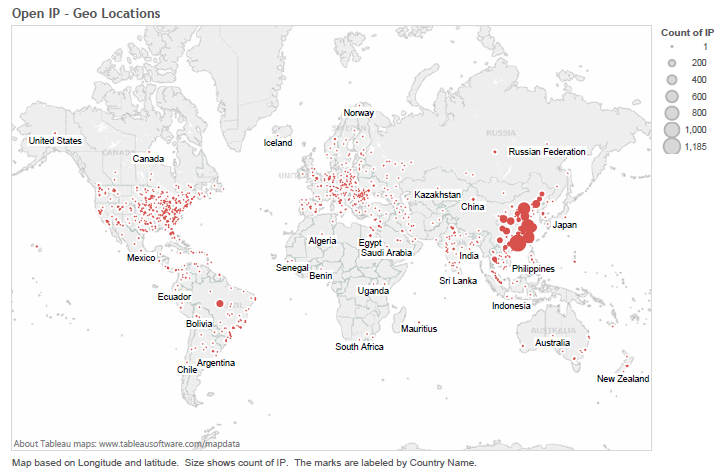 Open IP - Geo Locations
Count of IP
1
200
400
600
800
1,000
1,185
Norway
RUSSIA
United States
Iceland
Russian Federation
CANADA
Canada
Kazakhstan
China
Japan
Algeria
Egypt
Saudi Arabia
Mexico
India
Senegal
Benin
Philippines
Sri Lanka
Uganda
Ecuador
Indonesia
Bolivia
Mauritius
AUSTRALIA
Australia
South Africa
Argentina
Chile
New Zealand
About Tableau maps: www.tableausoftware.com/mapdata
Map based on Longitude and latitude.  Size shows count of IP.  The marks are labeled by Country Name.